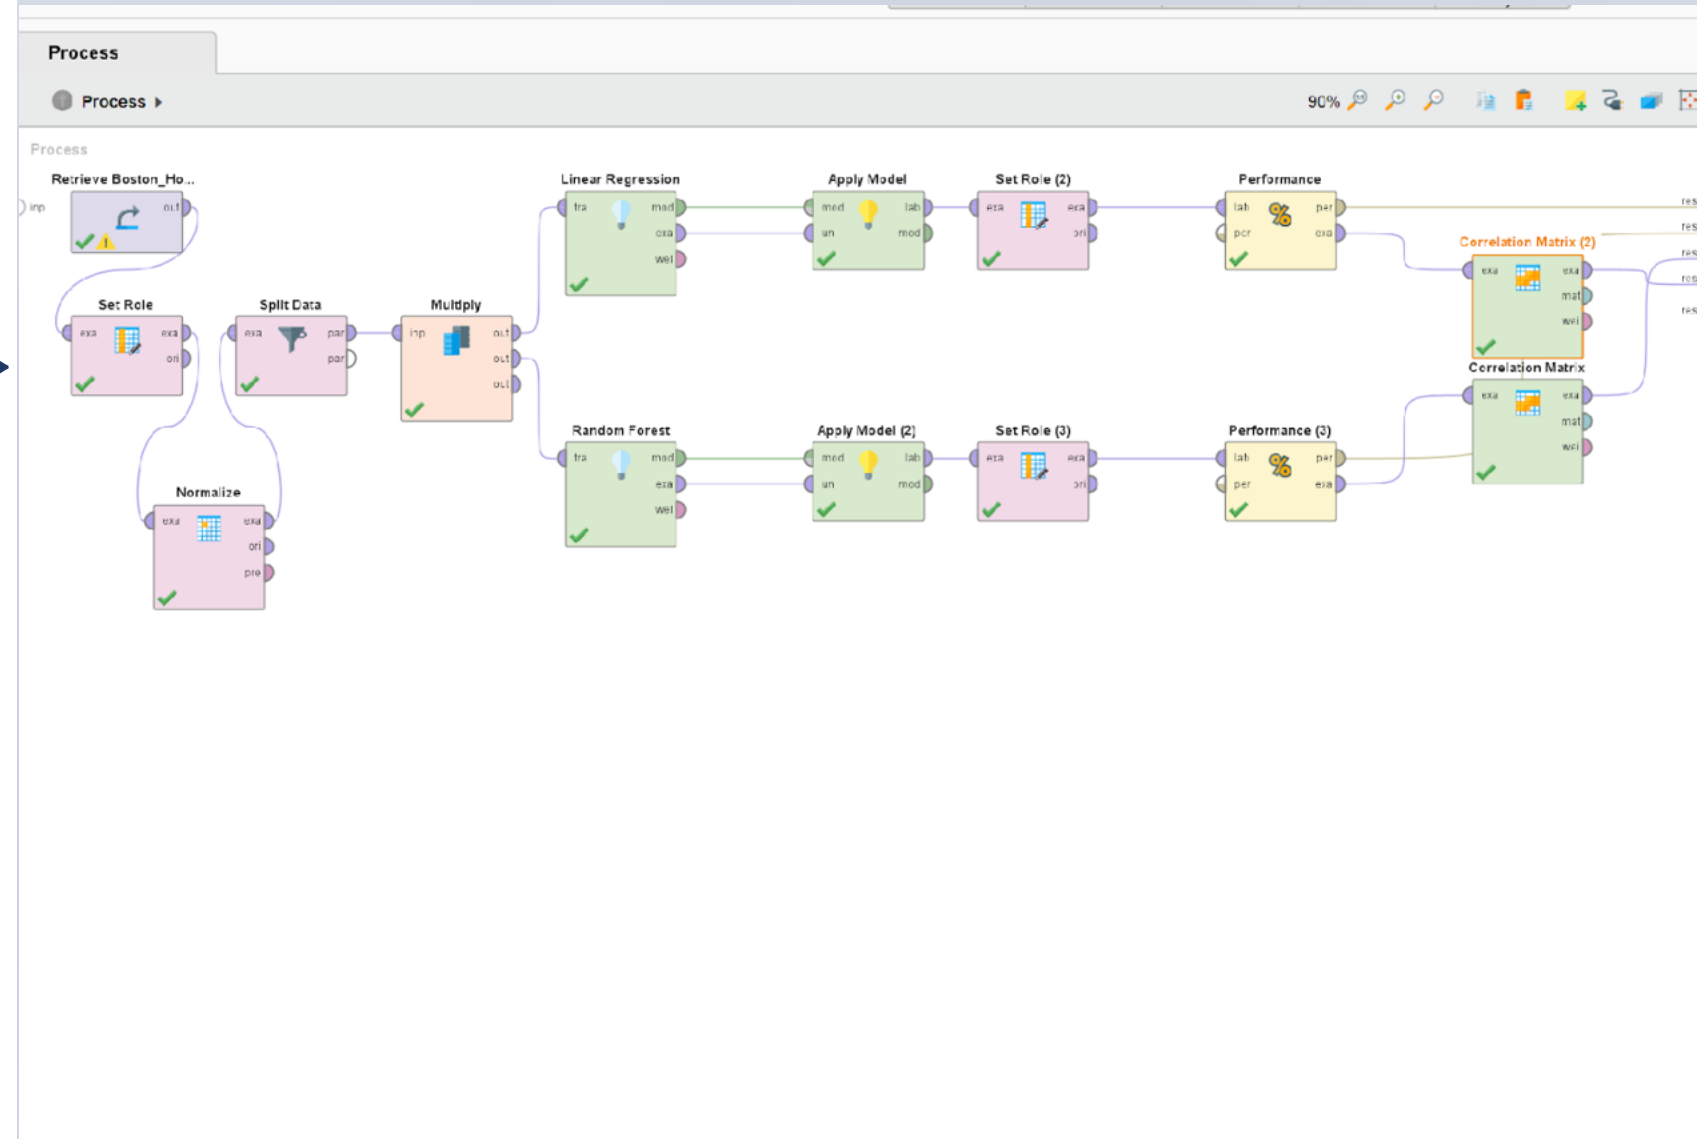 Process
Process
90%
Process
Retrieve Boston_Ho...
inp
out
Set Role
exa
exa
ori
Split Data
exa
par
par
Multiply
inp
out
out
out
Normalize
exa
exa
ori
pre
Linear Regression
tra
mod
exa
wei
Apply Model
mod
lab
un
mod
Set Role (2)
exa
exa
ori
Performance
lab
per
per
exa
Correlation Matrix (2)
exa
exa
mat
wei
Random Forest
tra
mod
exa
wei
Apply Model (2)
mod
lab
un
mod
Set Role (3)
exa
exa
ori
Performance (3)
lab
per
per
exa
Correlation Matrix
exa
exa
mat
wei
res
res
res
res
res